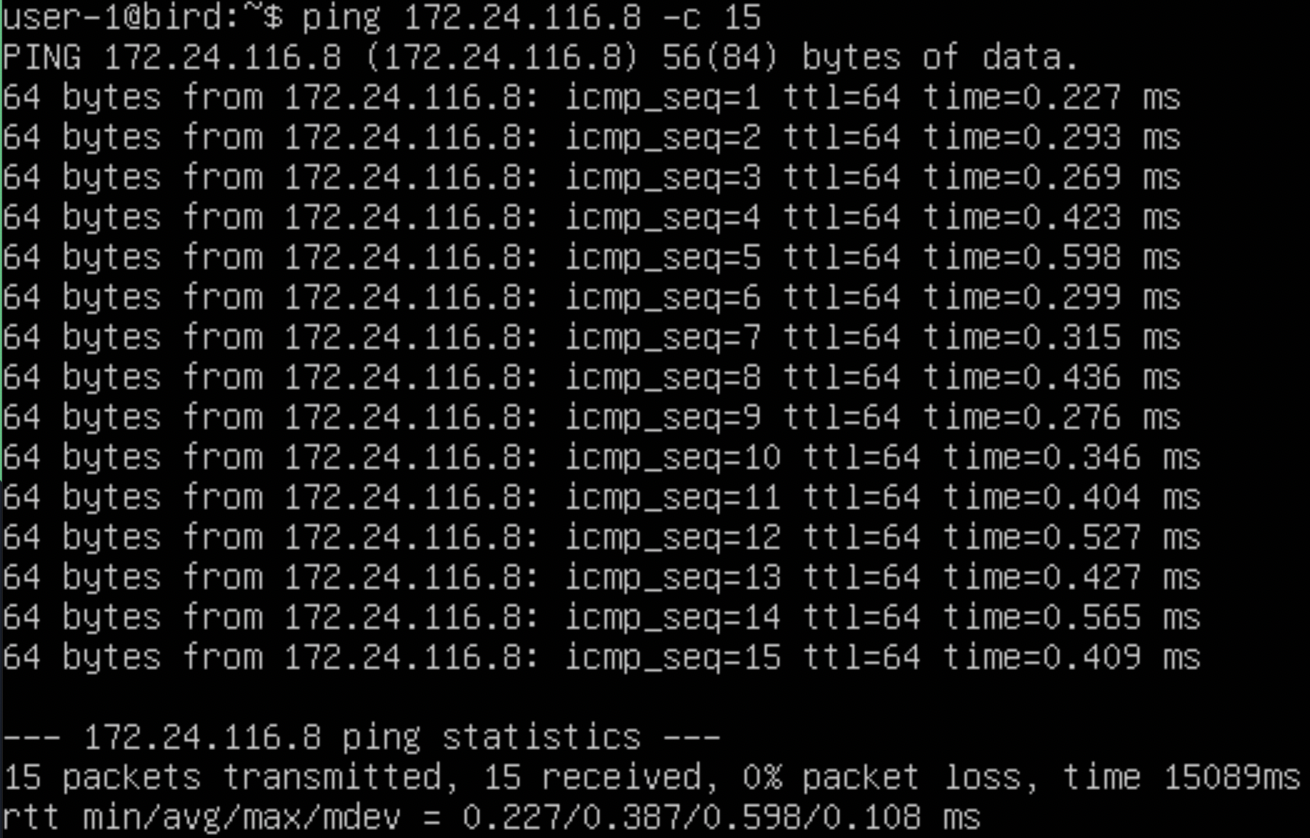 user-1@bird:~$ ping 172.24.116.8 -c 15
PING 172.24.116.8 (172.24.116.8) 56(84) bytes of data.
64 bytes from 172.24.116.8: icmp_seq=1 ttl=64 time=0.227 ms
64 bytes from 172.24.116.8: icmp_seq=2 ttl=64 time=0.293 ms
64 bytes from 172.24.116.8: icmp_seq=3 ttl=64 time=0.269 ms
64 bytes from 172.24.116.8: icmp_seq=4 ttl=64 time=0.423 ms
64 bytes from 172.24.116.8: icmp_seq=5 ttl=64 time=0.598 ms
64 bytes from 172.24.116.8: icmp_seq=6 ttl=64 time=0.299 ms
64 bytes from 172.24.116.8: icmp_seq=7 ttl=64 time=0.315 ms
64 bytes from 172.24.116.8: icmp_seq=8 ttl=64 time=0.436 ms
64 bytes from 172.24.116.8: icmp_seq=9 ttl=64 time=0.276 ms
64 bytes from 172.24.116.8: icmp_seq=10 ttl=64 time=0.346 ms
64 bytes from 172.24.116.8: icmp_seq=11 ttl=64 time=0.404 ms
64 bytes from 172.24.116.8: icmp_seq=12 ttl=64 time=0.527 ms
64 bytes from 172.24.116.8: icmp_seq=13 ttl=64 time=0.427 ms
64 bytes from 172.24.116.8: icmp_seq=14 ttl=64 time=0.565 ms
64 bytes from 172.24.116.8: icmp_seq=15 ttl=64 time=0.409 ms
--- 172.24.116.8 ping statistics ---
15 packets transmitted, 15 received, 0% packet loss, time 15089ms
rtt min/avg/max/mdev = 0.227/0.387/0.598/0.108 ms